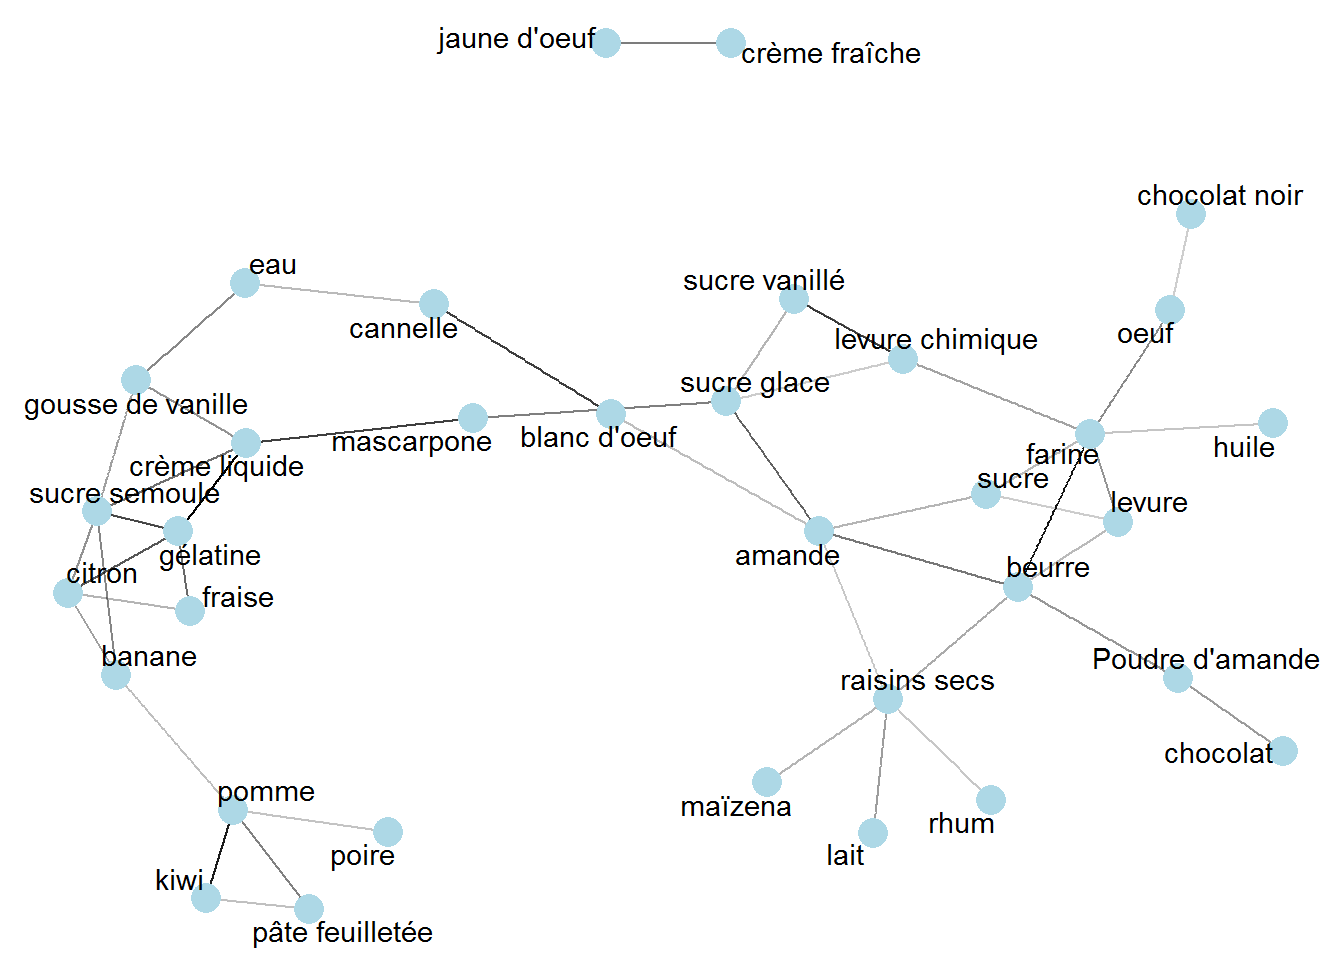 jaune d'oeuf
crème fraîche
chocolat noir
eau
sucre vanillé
cannelle
oeuf
levure chimique
sucre glace
gousse de vanille
mascarpone
blanc d'oeuf
huile
farine
crème liquide
sucre
sucre semoule
levure
gélatine
amande
citron
beurre
fraise
banane
Poudre d'amande
raisins secs
chocolat
pomme
maïzena
rhum
poire
lait
kiwi
pâte feuilletée